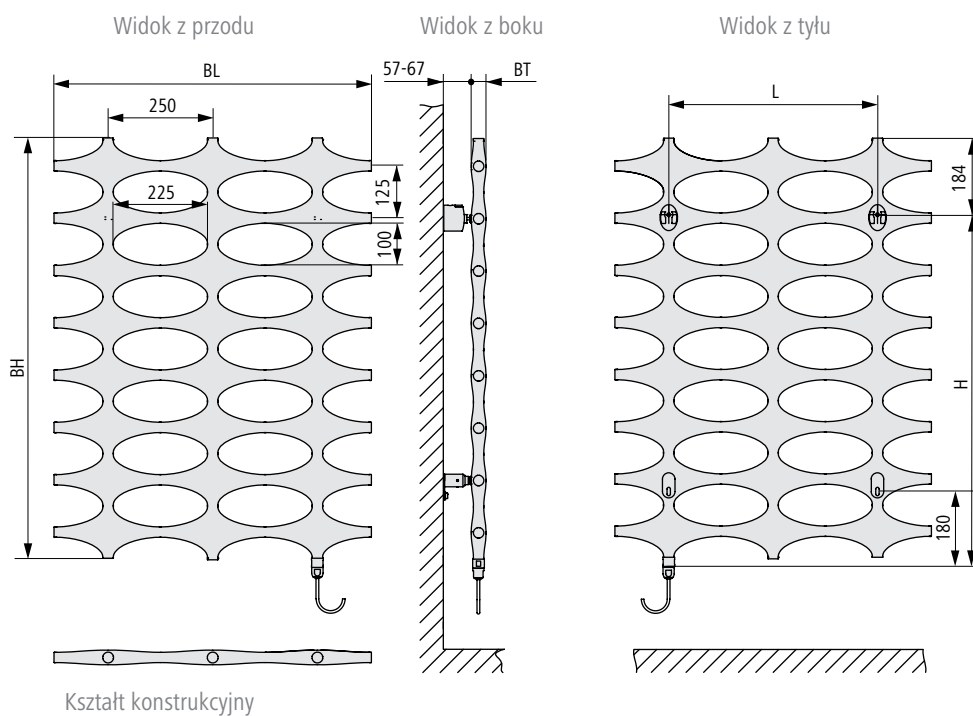 Widok z przodu
Widok z boku
Widok z tyłu
BL
57-67
BT
L
250
225
125
100
184
BH
H
180
Kształt konstrukcyjny